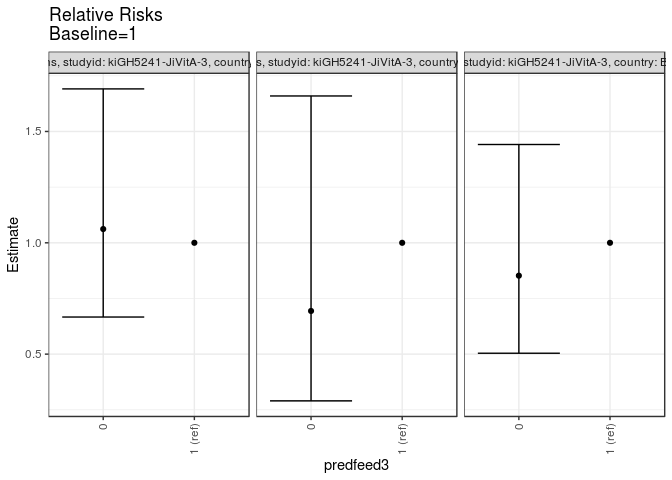 Relative Risks
Baseline=1
studyid: kiGH5241-JiVitA-3, country
studyid: kiGH5241-JiVitA-3, country
studyid: kiGH5241-JiVitA-3, country:
1.5
1.0
0.5
Estimate
0
1 (ref)
0
1 (ref)
0
1 (ref)
predfeed3